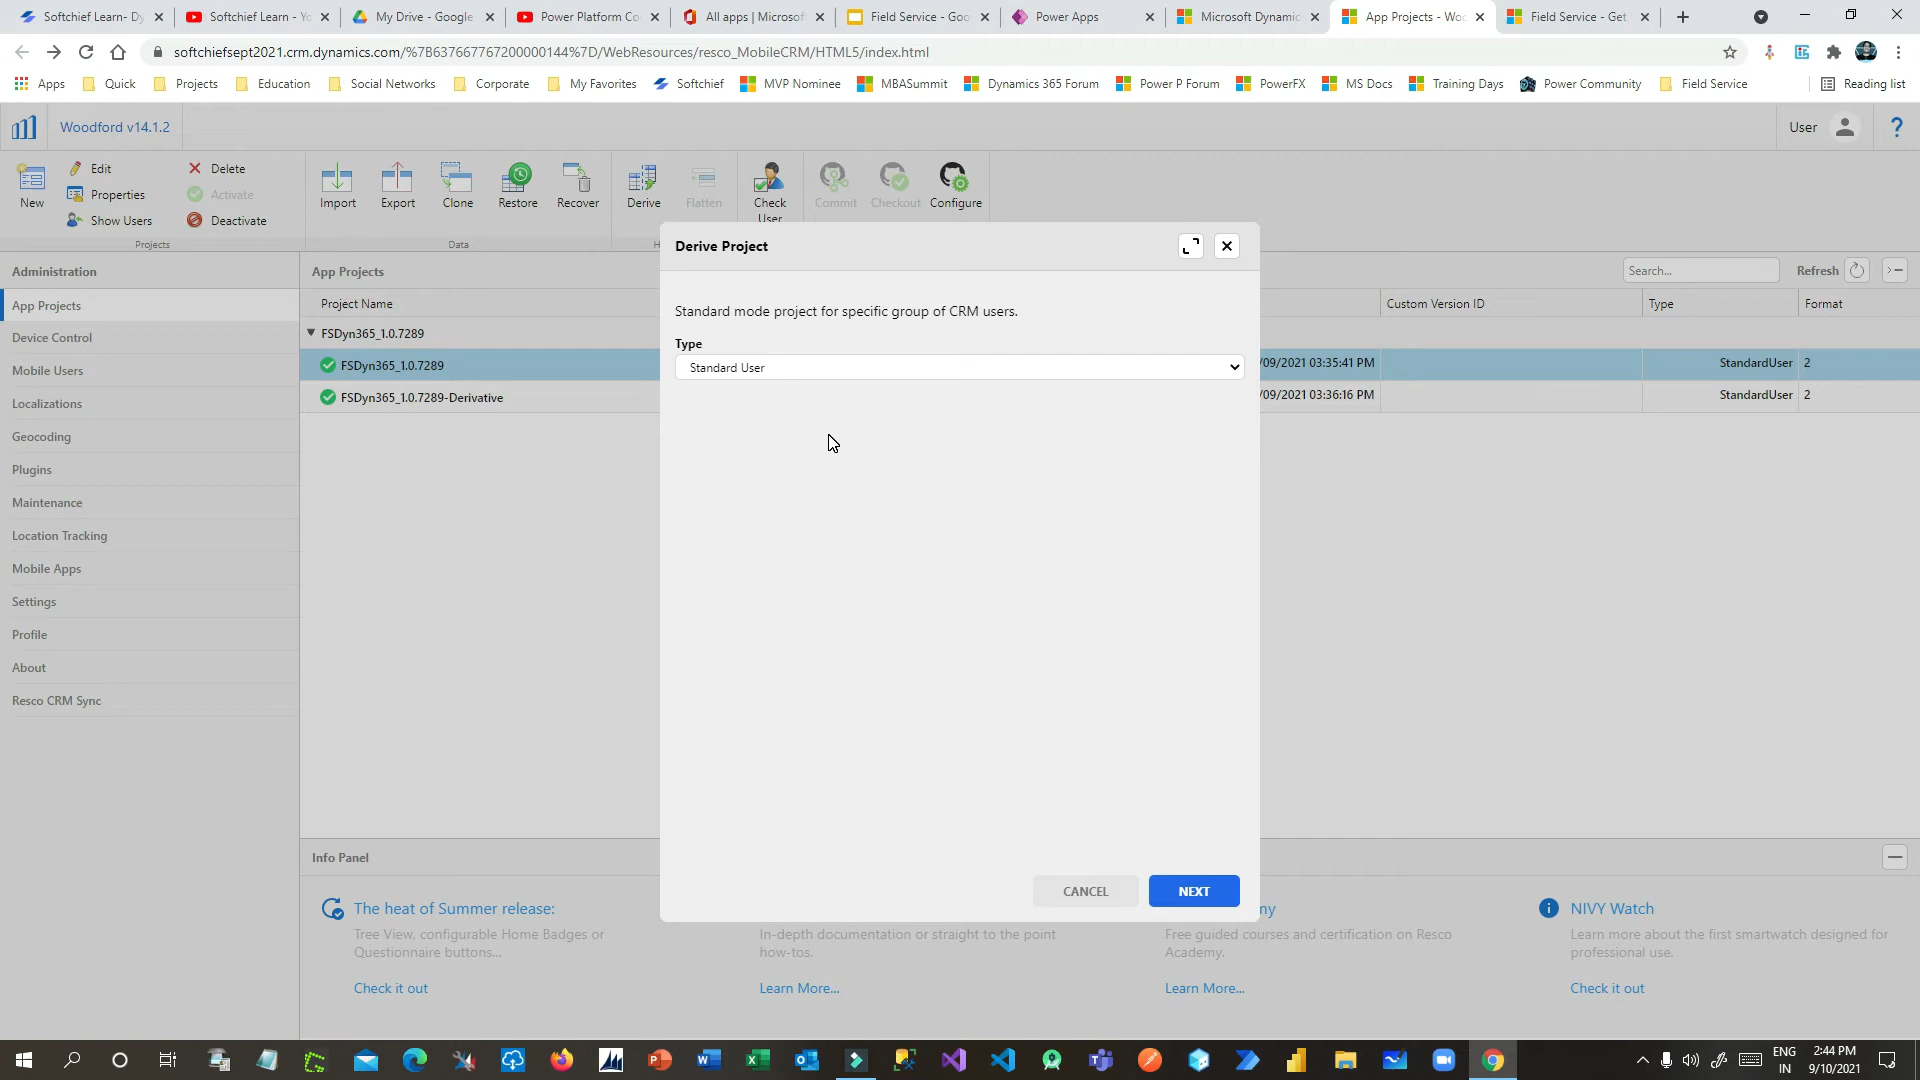 Softchief Learn- Dy
Softchief Learn - Yo
My Drive - Google
Power Platform Co
All apps | Microsof
Field Service - Goo
Power Apps
Microsoft Dynamic
App Projects - Woo
Field Service - Get
softchiefsept2021.crm.dynamics.com/%7B637667767200000144%7D/WebResources/resco_MobileCRM/HTML5/index.html
Apps Quick Projects Education Social Networks Corporate My Favorites Softchief MVP Nominee MBASummit Dynamics 365 Forum Power P Forum PowerFX MS Docs Training Days Power Community Field Service Reading list
Woodford v14.1.2
User
?
New
Edit
Properties
Show Users
Delete
Activate
Deactivate
Projects
Import
Export
Clone
Restore
Recover
Data
Derive
Flatten
H
Check
User
Commit
Checkout
Configure
Administration
App Projects
Device Control
Mobile Users
Localizations
Geocoding
Plugins
Maintenance
Location Tracking
Mobile Apps
Settings
Profile
About
Resco CRM Sync
App Projects
Search...
Refresh
Project Name
Custom Version ID
Type
Format
FSDyn365_1.0.7289
FSDyn365_1.0.7289
/09/2021 03:35:41 PM
StandardUser
2
FSDyn365_1.0.7289-Derivative
/09/2021 03:36:16 PM
StandardUser
2
Derive Project
Standard mode project for specific group of CRM users.
Type
Standard User
CANCEL
NEXT
Info Panel
The heat of Summer release:
Tree View, configurable Home Badges or
Questionnaire buttons...
Check it out
In-depth documentation or straight to the point
how-tos.
Learn More...
my
Free guided courses and certification on Resco
Academy.
Learn More...
NIVY Watch
Learn more about the first smartwatch designed for
professional use.
Check it out
ENG
IN
2:44 PM
9/10/2021